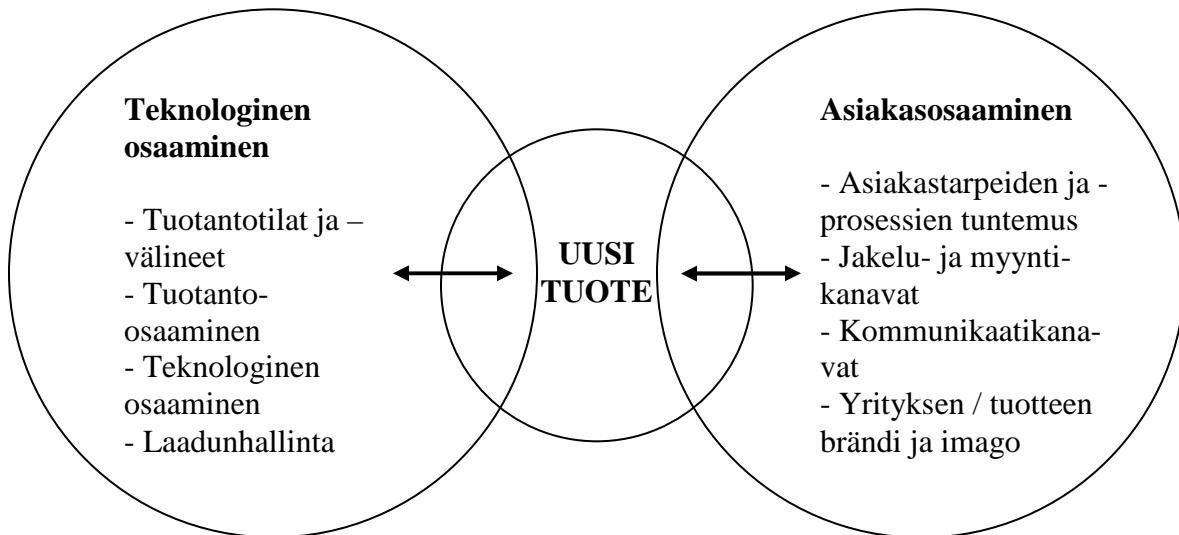 Teknologinen
osaaminen
- Tuotantotilat ja –
välineet
- Tuotanto-
osaaminen
- Teknologinen
osaaminen
- Laadunhallinta
UUSI
TUOTE
Asiakasosaaminen
- Asiakastarpeiden ja -
prosessien tuntemus
- Jakelu- ja myynti-
kanavat
- Kommunikaatikana-
vat
- Yrityksen / tuotteen
brändi ja imago